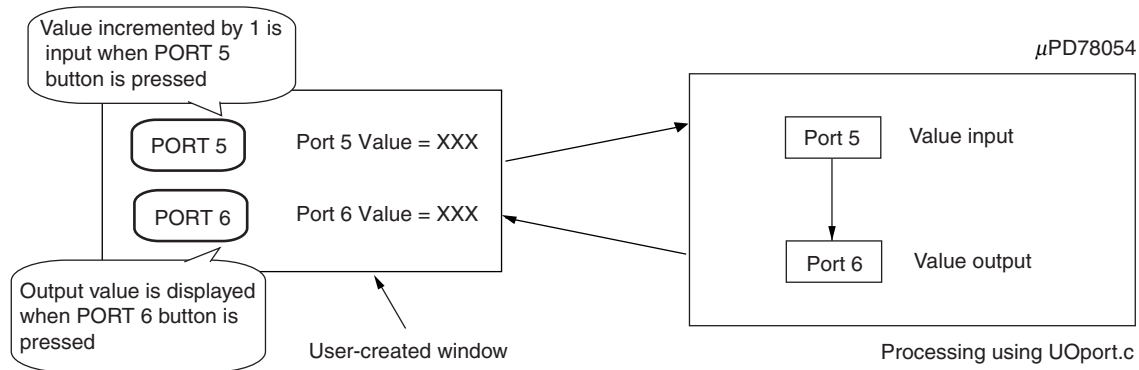 Value incremented by 1 is
input when PORT 5
button is pressed
PORT 5
Port 5 Value = XXX
PORT 6
Port 6 Value = XXX
Output value is displayed
when PORT 6 button is
pressed
User-created window
μPD78054
Port 5
Value input
Port 6
Value output
Processing using UOport.c